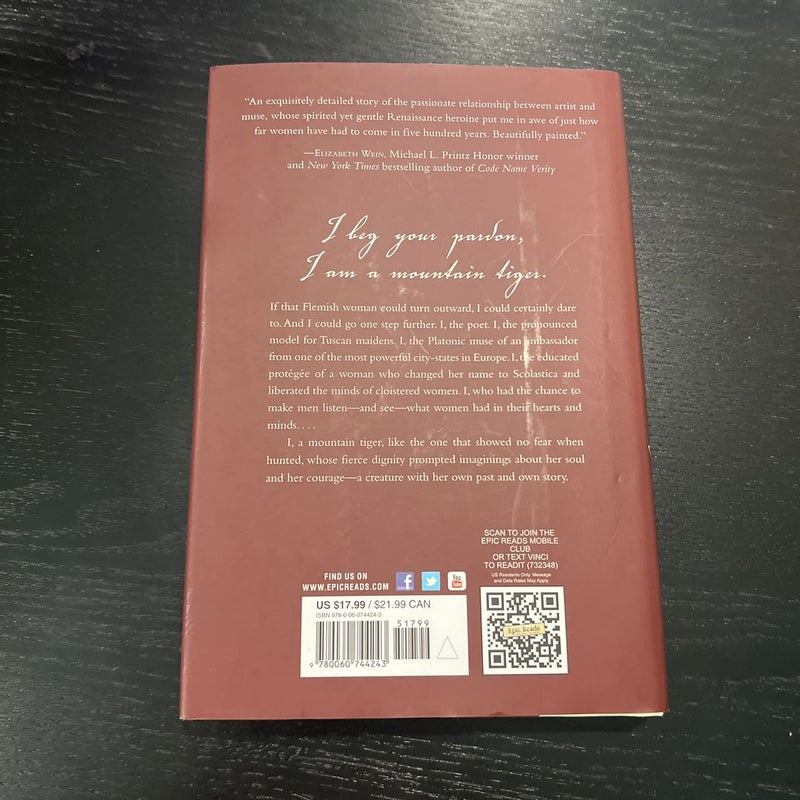 “An exquisitely detailed story of the passionate relationship between artist and
muse, whose spirited yet gentle Renaissance heroine put me in awe of just how
far women have had to come in five hundred years. Beautifully painted.”
—ELIZABETH WEIN, Michael L. Printz Honor winner
and New York Times bestselling author of Code Name Verity
I beg your pardon,
I am a mountain tiger.
If that Flemish woman could turn outward, I could certainly dare
to. And I could go one step further. I, the poet. I, the pronounced
model for Tuscan maidens. I, the Platonic muse of an ambassador
from one of the most powerful city-states in Europe. I, the educated
protégée of a woman who changed her name to Scolastica and
liberated the minds of cloistered women. I, who had the chance to
make men listen—and see—what women had in their hearts and
minds. . . .
I, a mountain tiger, like the one that showed no fear when
hunted, whose fierce dignity prompted imaginings about her soul
and her courage—a creature with her own past and own story.
SCAN TO JOIN THE
EPIC READS MOBILE
CLUB
OR TEXT VINCI
TO READIT (732348)
US Residents Only. Message
and Data Rates May Apply.
FIND US ON
WWW.EPICREADS.COM
f
You
Tube
US $17.99 / $21.99 CAN
ISBN 978-0-06-074424-3
51799
9 780060 744243
Epic Reads